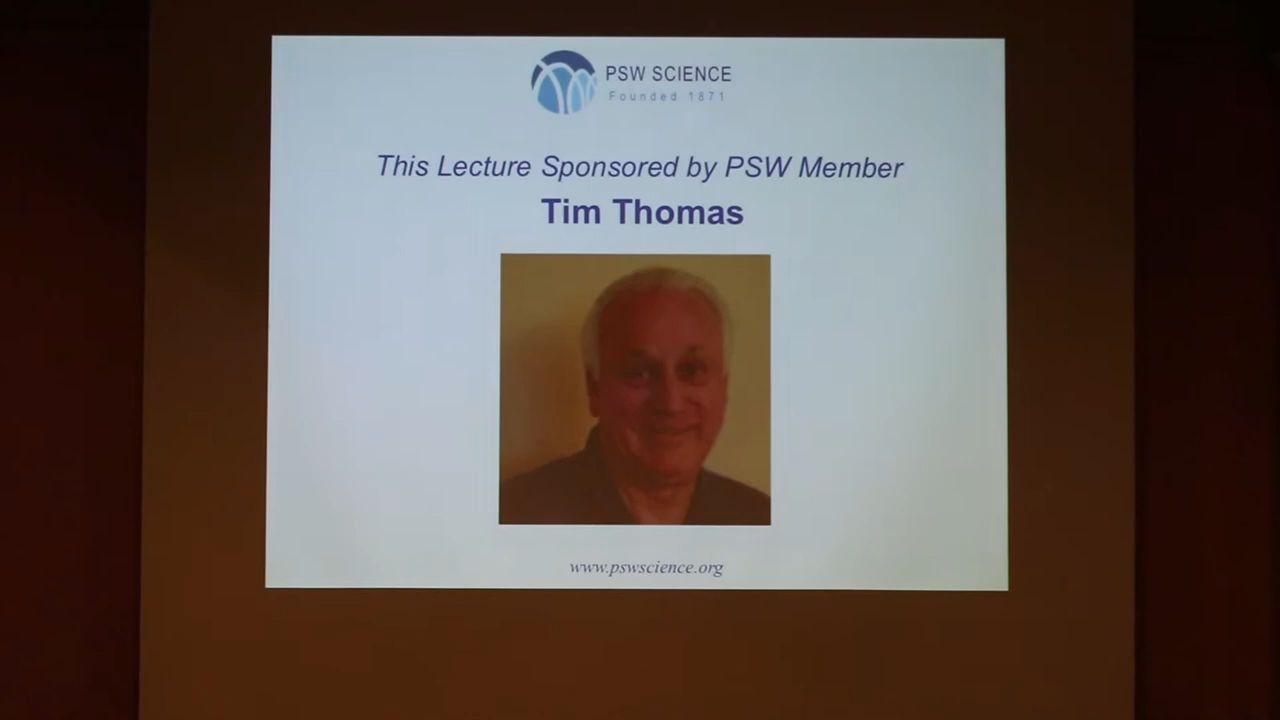 PSW SCIENCE
Founded 1871
This Lecture Sponsored by PSW Member
Tim Thomas
www.pswscience.org